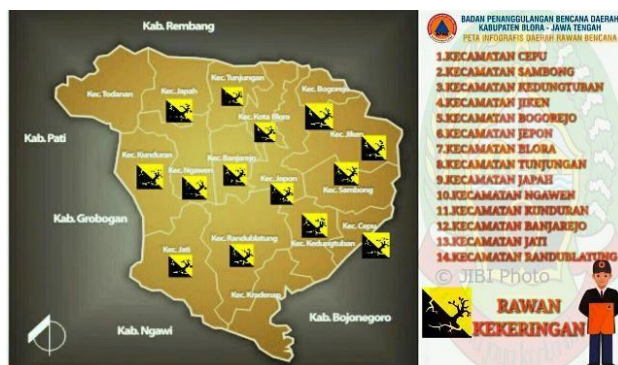 Kab. Rembang
Kec. Tunjungan
Kec. Bogorejo
Kec. Todanan
Kec. Japah
Kec. Kota Blora
Kec. Jiken
Kab. Pati
Kec. Kunduran
Kec. Banjarejo
Kec. Ngawen
Kec. Jepon
Kec. Sambong
Kab. Grobogan
Kec. Cepu
Kec. Randublatung
Kec. Kedungtuban
Kec. Jati
Kec. Kradenan
Kab. Bojonegoro
Kab. Ngawi
BADAN PENANGGULANGAN BENCANA DAERAH
KABUPATEN BLORA - JAWA TENGAH
PETA INFOGRAFIS DAERAH RAWAN BENCANA
1.KECAMATAN CEPU
2.KECAMATAN SAMBONG
3.KECAMATAN KEDUNGTUBAN
4.KECAMATAN JIKEN
5.KECAMATAN BOGOREJO
6.KECAMATAN JEPON
7.KECAMATAN BLORA
8.KECAMATAN TUNJUNGAN
9.KECAMATAN JAPAH
10.KECAMATAN NGAWEN
11.KECAMATAN KUNDURAN
12.KECAMATAN BANJAREJO
13.KECAMATAN JATI
14.KECAMATAN RANDUBLATUNG
© JIBI Photo
RAWAN
KEKERINGAN